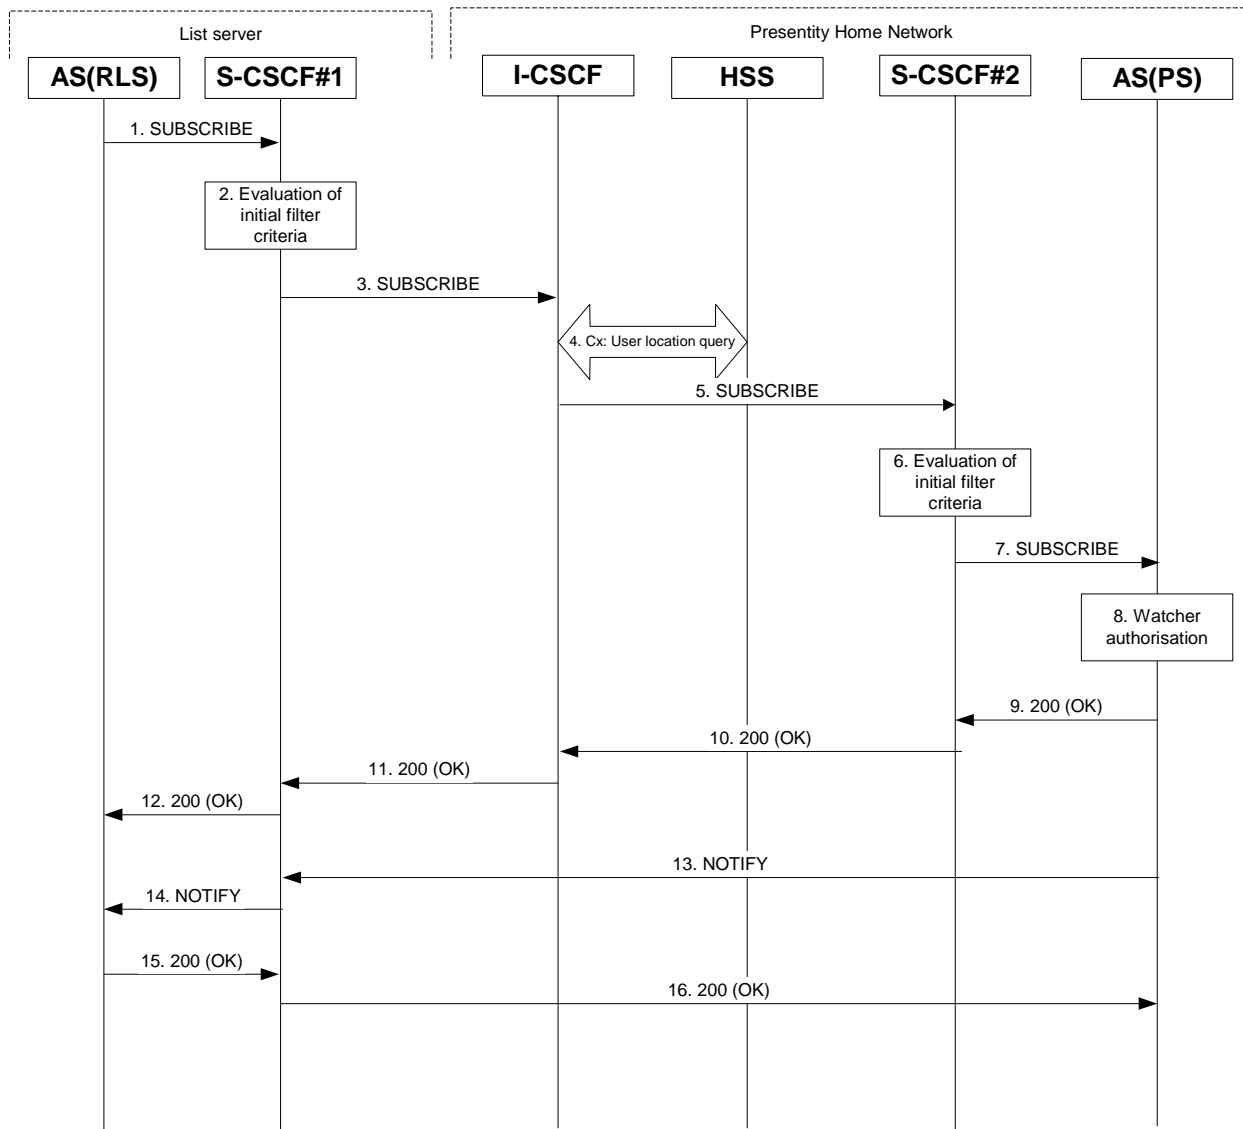 List server
Presentity Home Network
AS(RLS)
S-CSCF#1
I-CSCF
HSS
S-CSCF#2
AS(PS)
1. SUBSCRIBE
2. Evaluation of
initial filter
criteria
3. SUBSCRIBE
4. Cx: User location query
5. SUBSCRIBE
6. Evaluation of
initial filter
criteria
7. SUBSCRIBE
8. Watcher
authorisation
9. 200 (OK)
10. 200 (OK)
11. 200 (OK)
12. 200 (OK)
13. NOTIFY
14. NOTIFY
15. 200 (OK)
16. 200 (OK)